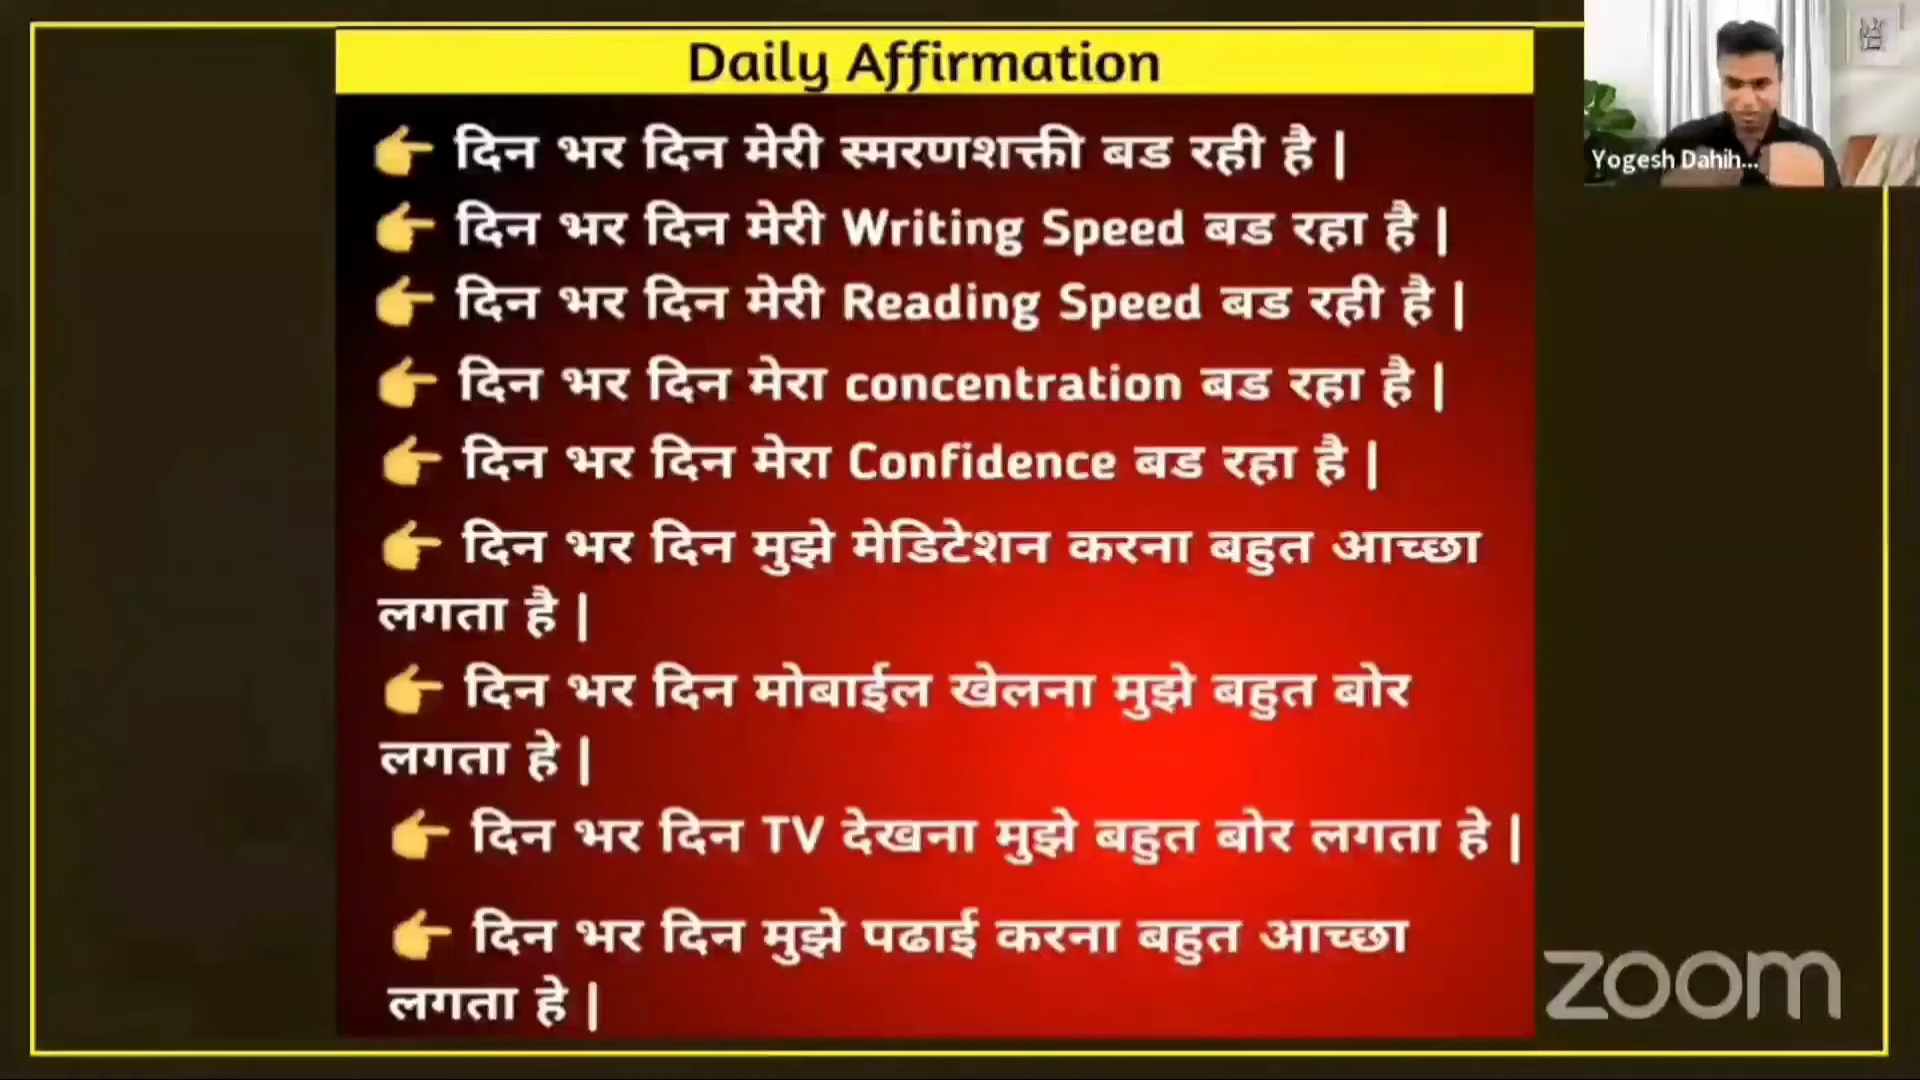 Daily Affirmation
👉 दिन भर दिन मेरी स्मरणशक्ती बड रही है |
👉 दिन भर दिन मेरी Writing Speed बड रहा है |
👉 दिन भर दिन मेरी Reading Speed बड रही है |
👉 दिन भर दिन मेरा concentration बड रहा है |
👉 दिन भर दिन मेरा Confidence बड रहा है |
👉 दिन भर दिन मुझे मेडिटेशन करना बहुत आच्छा
लगता है |
👉 दिन भर दिन मोबाईल खेलना मुझे बहुत बोर
लगता हे |
👉 दिन भर दिन TV देखना मुझे बहुत बोर लगता हे |
👉 दिन भर दिन मुझे पढाई करना बहुत आच्छा
लगता हे |
Yogesh Dahih...
zoom